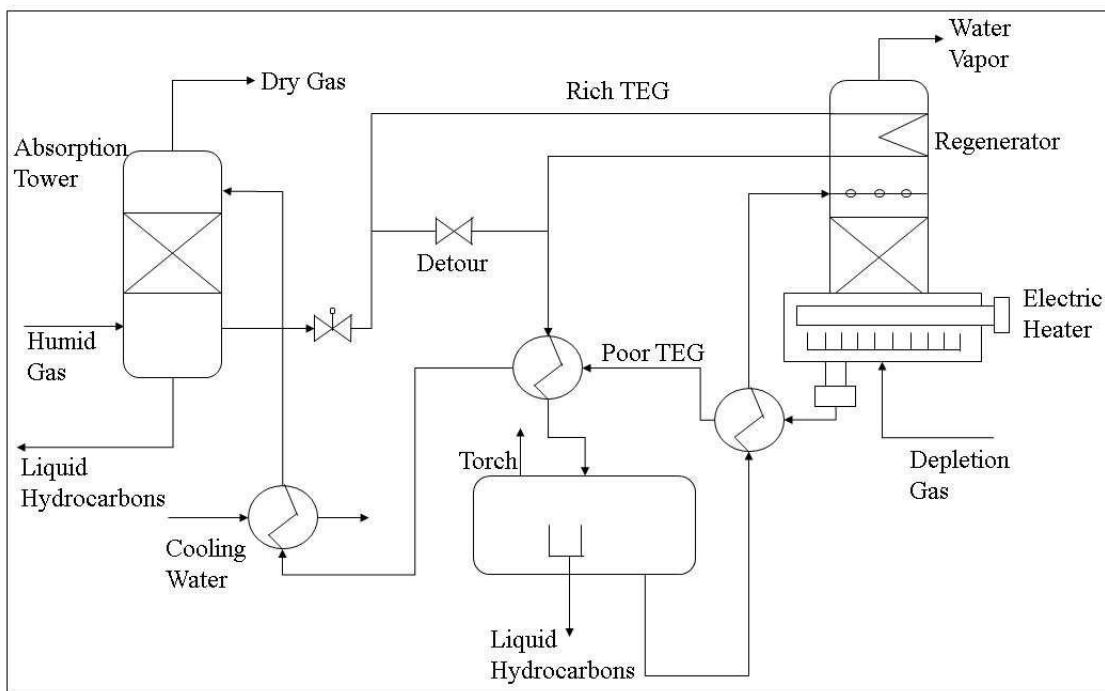 Water
Vapor
Dry Gas
Rich TEG
Absorption
Tower
Regenerator
Detour
Electric
Heater
Humid
Gas
Poor TEG
Liquid
Hydrocarbons
Torch
Depletion
Gas
Cooling
Water
Liquid
Hydrocarbons